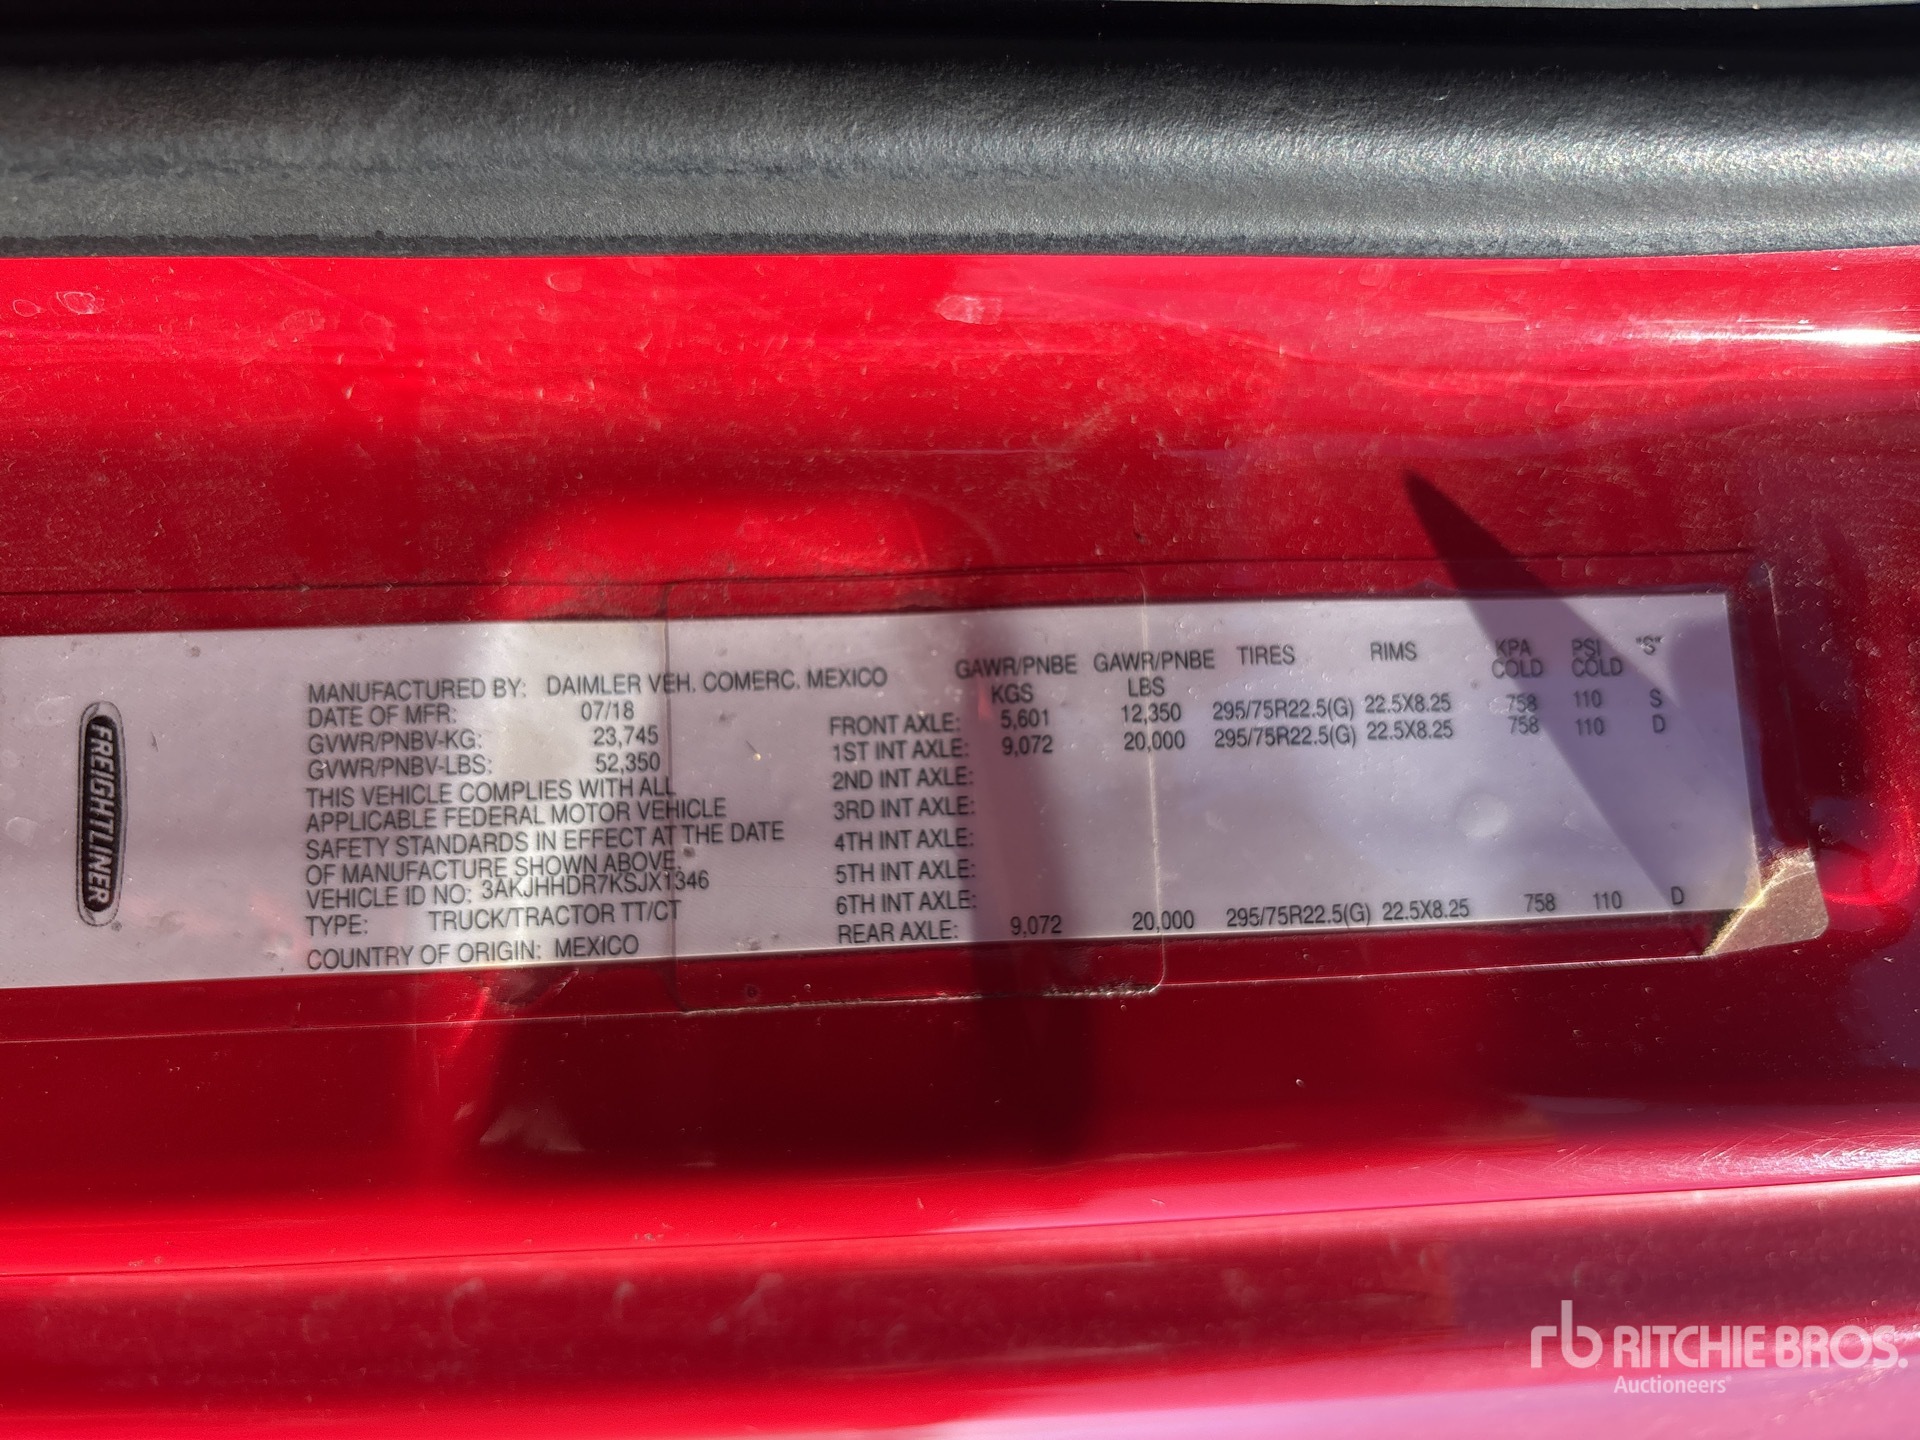 FREIGHTLINER
MANUFACTURED BY: DAIMLER VEH. COMERC. MEXICO
DATE OF MFR: 07/18
GVWR/PNBV-KG: 23,745
GVWR/PNBV-LBS: 52,350
THIS VEHICLE COMPLIES WITH ALL
APPLICABLE FEDERAL MOTOR VEHICLE
SAFETY STANDARDS IN EFFECT AT THE DATE
OF MANUFACTURE SHOWN ABOVE.
VEHICLE ID NO: 3AKJHHDR7KSJX1346
TYPE: TRUCK/TRACTOR TT/CT
COUNTRY OF ORIGIN: MEXICO
GAWR/PNBE GAWR/PNBE TIRES RIMS KPA PSI "S"
KGS LBS COLD COLD
FRONT AXLE: 5,601 12,350 295/75R22.5(G) 22.5X8.25 758 110 S
1ST INT AXLE: 9,072 20,000 295/75R22.5(G) 22.5X8.25 758 110 D
2ND INT AXLE:
3RD INT AXLE:
4TH INT AXLE:
5TH INT AXLE:
6TH INT AXLE:
REAR AXLE: 9,072 20,000 295/75R22.5(G) 22.5X8.25 758 110 D
rb RITCHIE BROS.
Auctioneers